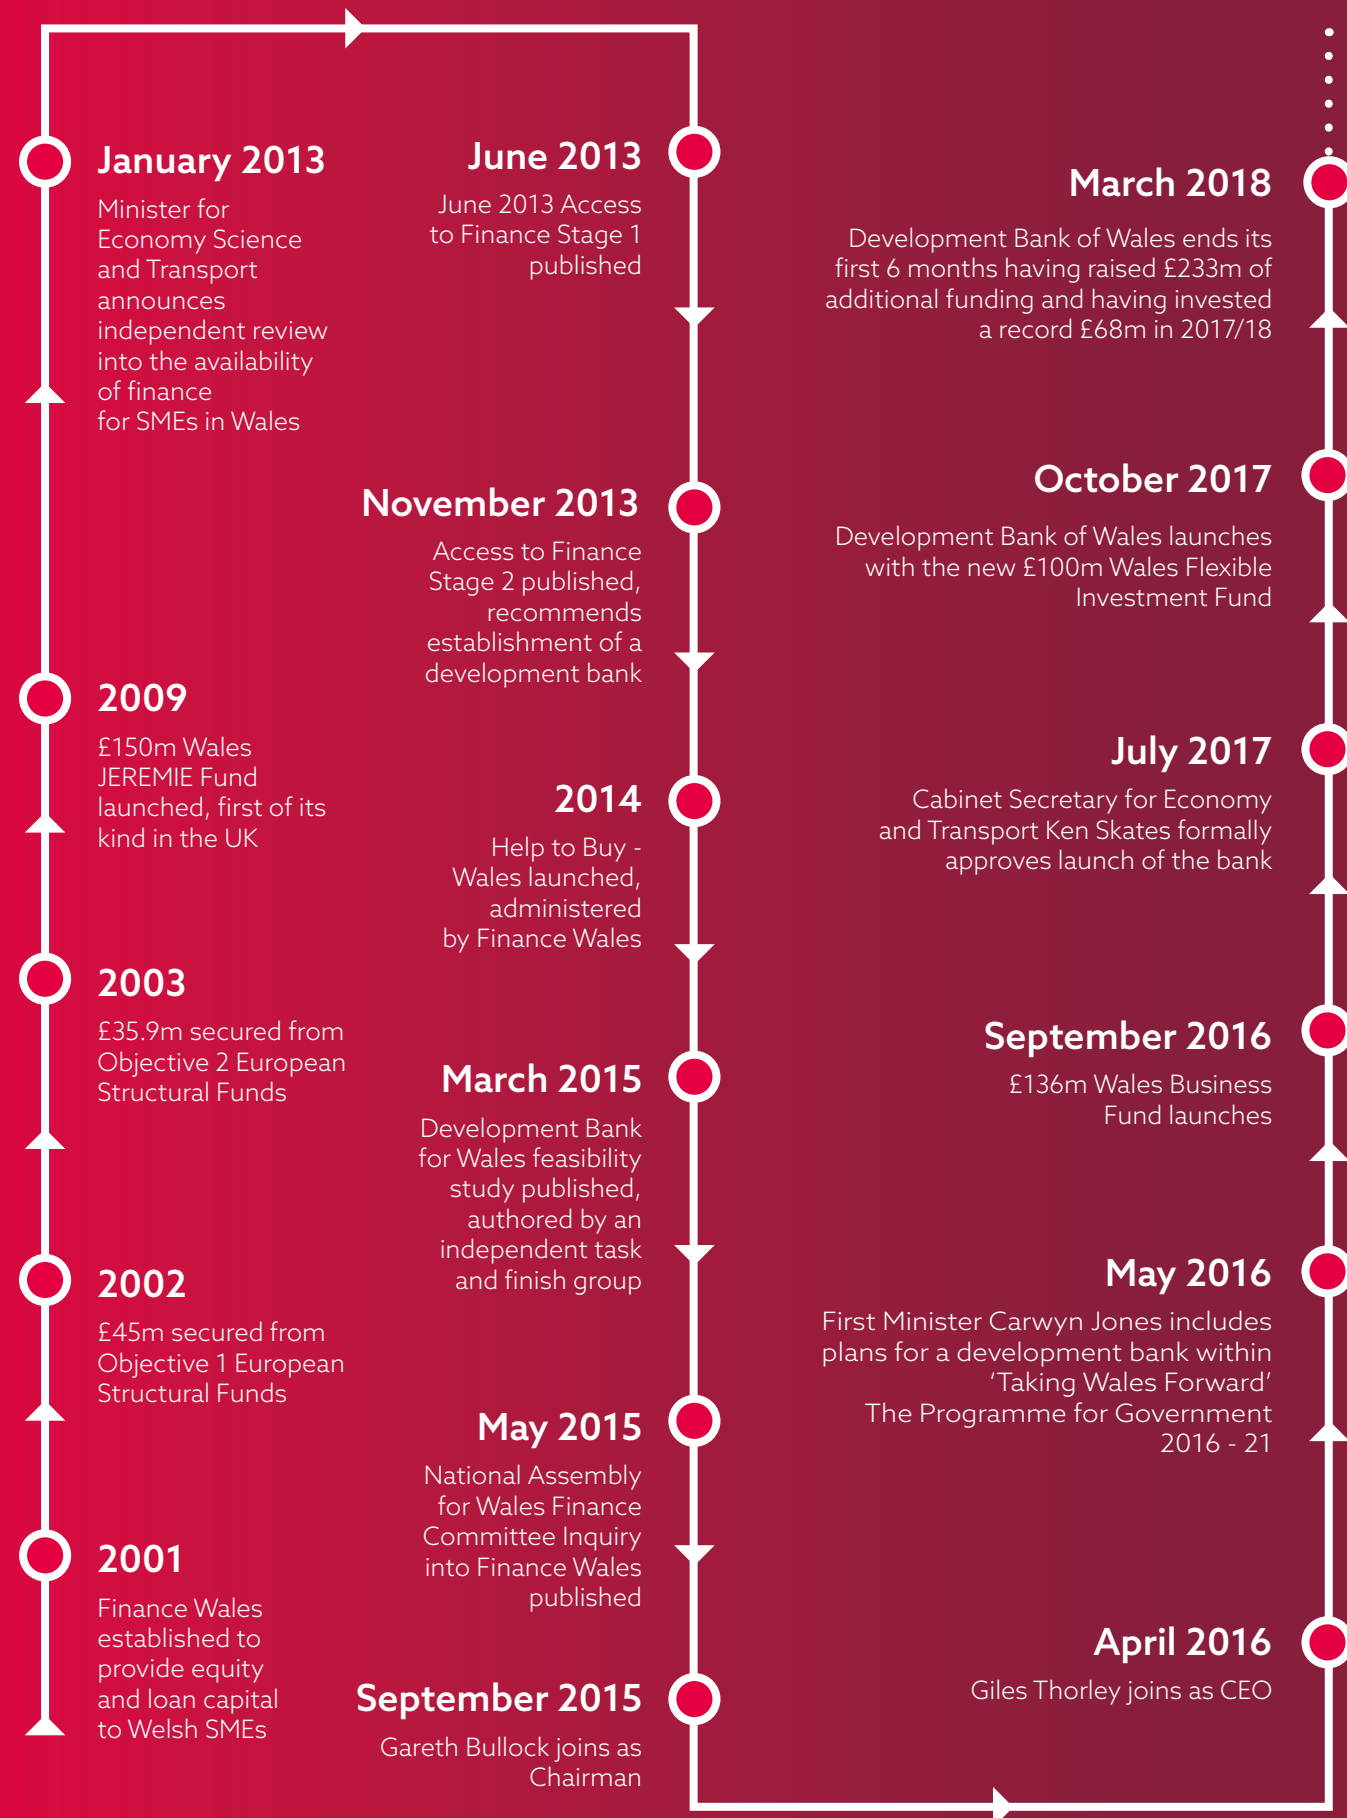 January 2013
Minister for
Economy Science
and Transport
announces
independent review
into the availability
of finance
for SMEs in Wales
2009
£150m Wales
JEREMIE Fund
launched, first of its
kind in the UK
2003
£35.9m secured from
Objective 2 European
Structural Funds
2002
£45m secured from
Objective 1 European
Structural Funds
2001
Finance Wales
established to
provide equity
and loan capital
to Welsh SMEs
June 2013
June 2013 Access
to Finance Stage 1
published
November 2013
Access to Finance
Stage 2 published,
recommends
establishment of a
development bank
2014
Help to Buy -
Wales launched,
administered
by Finance Wales
March 2015
Development Bank
for Wales feasibility
study published,
authored by an
independent task
and finish group
May 2015
National Assembly
for Wales Finance
Committee Inquiry
into Finance Wales
published
September 2015
Gareth Bullock joins as
Chairman
March 2018
Development Bank of Wales ends its
first 6 months having raised £233m of
additional funding and having invested
a record £68m in 2017/18
October 2017
Development Bank of Wales launches
with the new £100m Wales Flexible
Investment Fund
July 2017
Cabinet Secretary for Economy
and Transport Ken Skates formally
approves launch of the bank
September 2016
£136m Wales Business
Fund launches
May 2016
First Minister Carwyn Jones includes
plans for a development bank within
‘Taking Wales Forward’
The Programme for Government
2016 - 21
April 2016
Giles Thorley joins as CEO